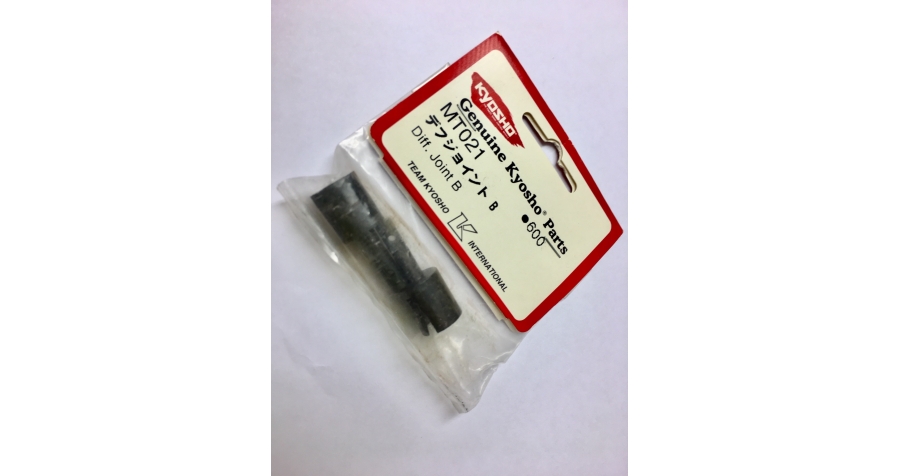 KYOSHO
Genuine Kyosho® Parts
MT021
●600
デフジョイント B
Diff. Joint B
TEAM KYOSHO K INTERNATIONAL